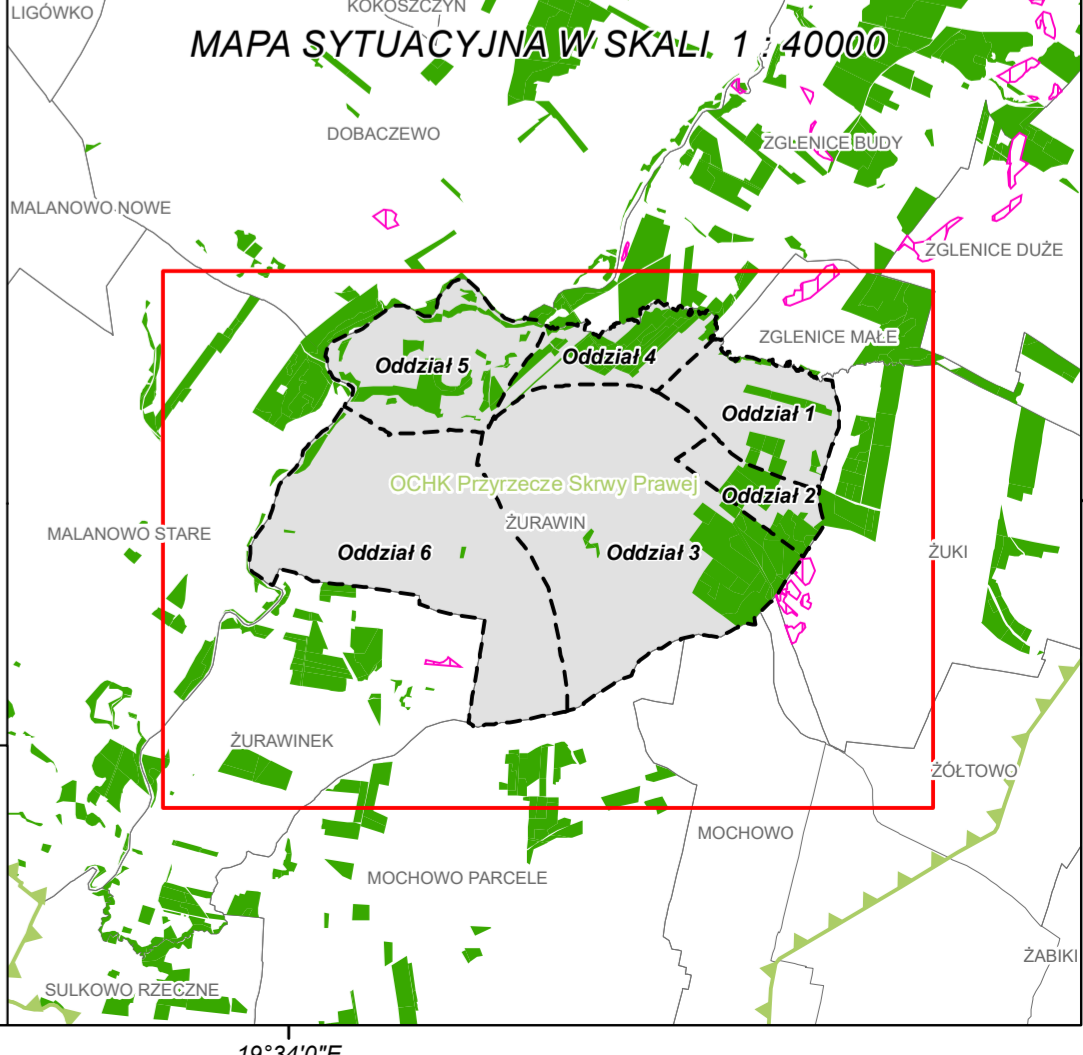 LIGÓWKO
KOKOSZCZYN
MAPA SYTUACYJNA W SKALI 1 : 40000
DOBACZEWO
ZGLENICE BUDY
MALANOWO NOWE
ZGLENICE DUŻE
ZGLENICE MAŁE
Oddział 4
Oddział 5
Oddział 1
OCHK Przyrzecze Skrwy Prawej
Oddział 2
ŻURAWIN
MALANOWO STARE
Oddział 6
Oddział 3
ŻUKI
ŻURAWINEK
ŻÓŁTOWO
MOCHOWO
MOCHOWO PARCELE
ŻABIKI
SULKOWO RZECZNE
19°34'0"E